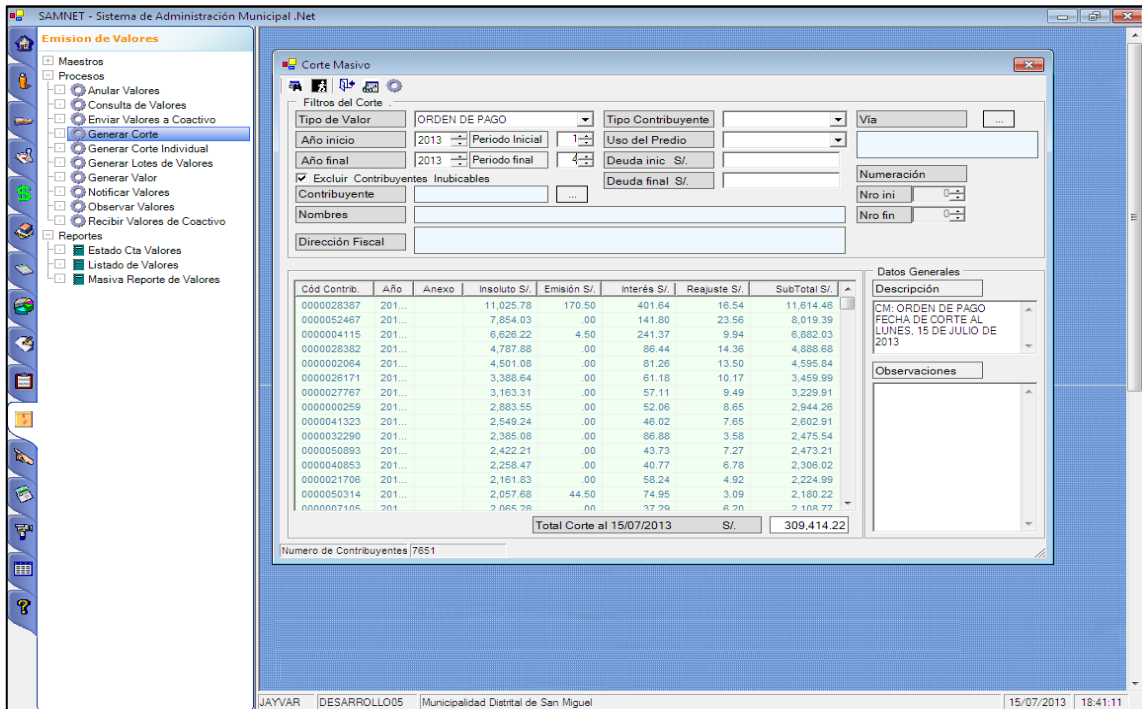 SAMNET - Sistema de Administración Municipal .Net
Emision de Valores
Maestros
Procesos
Anular Valores
Consulta de Valores
Enviar Valores a Coactivo
Generar Corte
Generar Corte Individual
Generar Lotes de Valores
Generar Valor
Notificar Valores
Observar Valores
Recibir Valores de Coactivo
Reportes
Estado Cta Valores
Listado de Valores
Masiva Reporte de Valores
Corte Masivo
Filtros del Corte .
Tipo de Valor ORDEN DE PAGO Tipo Contribuyente Vía ...
Año inicio 2013 Periodo Inicial 1 Uso del Predio
Año final 2013 Periodo final 4 Deuda inic S/.
Excluir Contribuyentes Inubicables Deuda final S/. Numeración
Contribuyente ... Nro ini 0
Nombres Nro fin 0
Dirección Fiscal
Cód Contrib. Año Anexo Insoluto S/. Emisión S/. Interés S/. Reajuste S/. SubTotal S/.
0000028387 201... 11,025.78 170.50 401.64 16.54 11,614.46
0000052467 201... 7,854.03 .00 141.80 23.56 8,019.39
0000004115 201... 6,626.22 4.50 241.37 9.94 6,882.03
0000028382 201... 4,787.88 .00 86.44 14.36 4,888.68
0000002064 201... 4,501.08 .00 81.26 13.50 4,595.84
0000026171 201... 3,388.64 .00 61.18 10.17 3,459.99
0000027767 201... 3,163.31 .00 57.11 9.49 3,229.91
0000000259 201... 2,883.55 .00 52.06 8.65 2,944.26
0000041323 201... 2,549.24 .00 46.02 7.65 2,602.91
0000032290 201... 2,385.08 .00 86.88 3.58 2,475.54
0000050893 201... 2,422.21 .00 43.73 7.27 2,473.21
0000040853 201... 2,258.47 .00 40.77 6.78 2,306.02
0000021706 201... 2,161.83 .00 58.24 4.92 2,224.99
0000050314 201... 2,057.68 44.50 74.95 3.09 2,180.22
0000007105 201... 2,065.28 .00 37.29 6.20 2,108.77
Total Corte al 15/07/2013 S/. 309,414.22
Datos Generales
Descripción
CM: ORDEN DE PAGO
FECHA DE CORTE AL
LUNES, 15 DE JULIO DE
2013
Observaciones
Numero de Contribuyentes 7651
JAYVAR DESARROLLO05 Municipalidad Distrital de San Miguel 15/07/2013 18:41:11